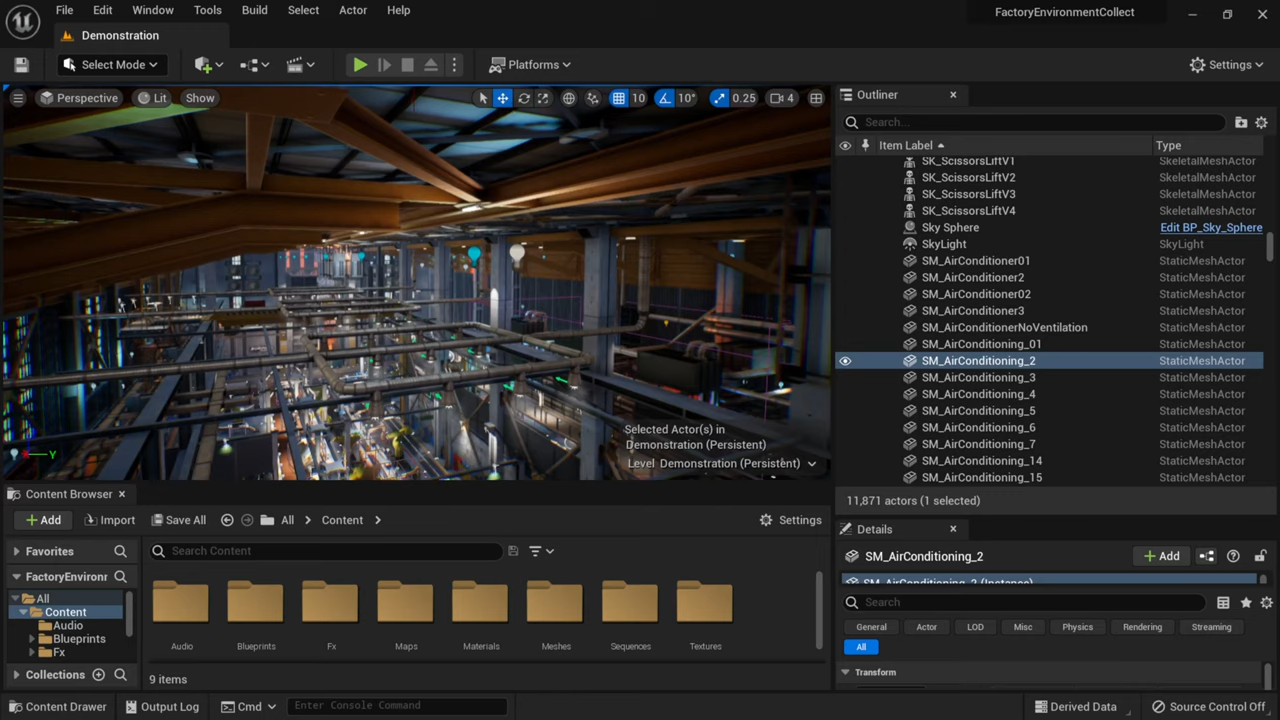 File Edit Window Tools Build Select Actor Help
FactoryEnvironmentCollect
Demonstration
Select Mode
Platforms
Settings
Perspective Lit Show
10 10° 0.25 4
Selected Actor(s) in
Demonstration (Persistent)
Level Demonstration (Persistent)
Y
Outliner
Search...
Item Label Type
SK_ScissorsLiftV1 SkeletalMeshActor
SK_ScissorsLiftV2 SkeletalMeshActor
SK_ScissorsLiftV3 SkeletalMeshActor
SK_ScissorsLiftV4 SkeletalMeshActor
Sky Sphere Edit BP_Sky_Sphere
SkyLight SkyLight
SM_AirConditioner01 StaticMeshActor
SM_AirConditioner2 StaticMeshActor
SM_AirConditioner02 StaticMeshActor
SM_AirConditioner3 StaticMeshActor
SM_AirConditionerNoVentilation StaticMeshActor
SM_AirConditioning_01 StaticMeshActor
SM_AirConditioning_2 StaticMeshActor
SM_AirConditioning_3 StaticMeshActor
SM_AirConditioning_4 StaticMeshActor
SM_AirConditioning_5 StaticMeshActor
SM_AirConditioning_6 StaticMeshActor
SM_AirConditioning_7 StaticMeshActor
SM_AirConditioning_14 StaticMeshActor
SM_AirConditioning_15 StaticMeshActor
11,871 actors (1 selected)
Content Browser
Add Import Save All All Content Settings
Favorites
Search Content
FactoryEnvironr
All
Content
Audio
Blueprints
Fx
Collections
Audio Blueprints Fx Maps Materials Meshes Sequences Textures
9 items
Details
SM_AirConditioning_2 Add
SM_AirConditioning_2 (Instance)
Search
General Actor LOD Misc Physics Rendering Streaming
All
Transform
Content Drawer Output Log Cmd Enter Console Command Derived Data Source Control Off